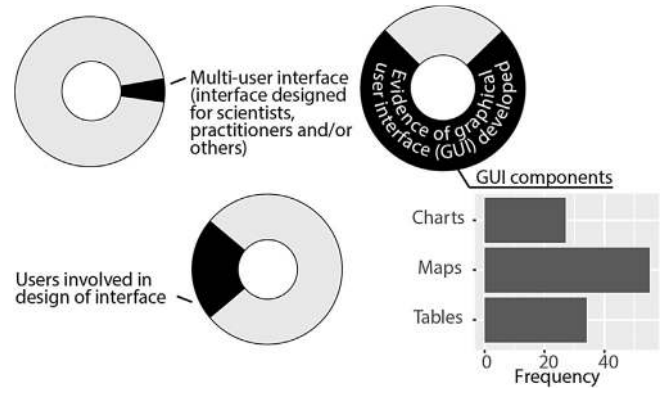 Multi-user interface
(interface designed
for scientists,
practitioners and/or
others)
Evidence of graphical
user interface (GUI) developed
GUI components
Charts
Maps
Tables
0 20 40
Frequency
Users involved in
design of interface